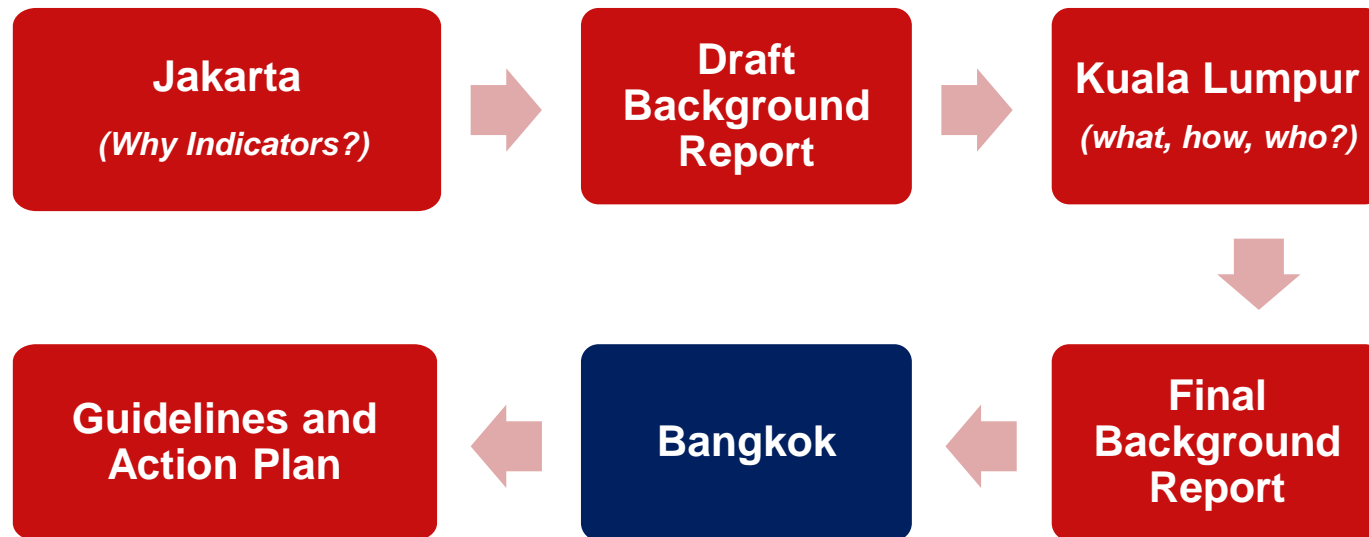 Jakarta
(Why Indicators?)
Draft
Background
Report
Kuala Lumpur
(what, how, who?)
Final
Background
Report
Bangkok
Guidelines and
Action Plan